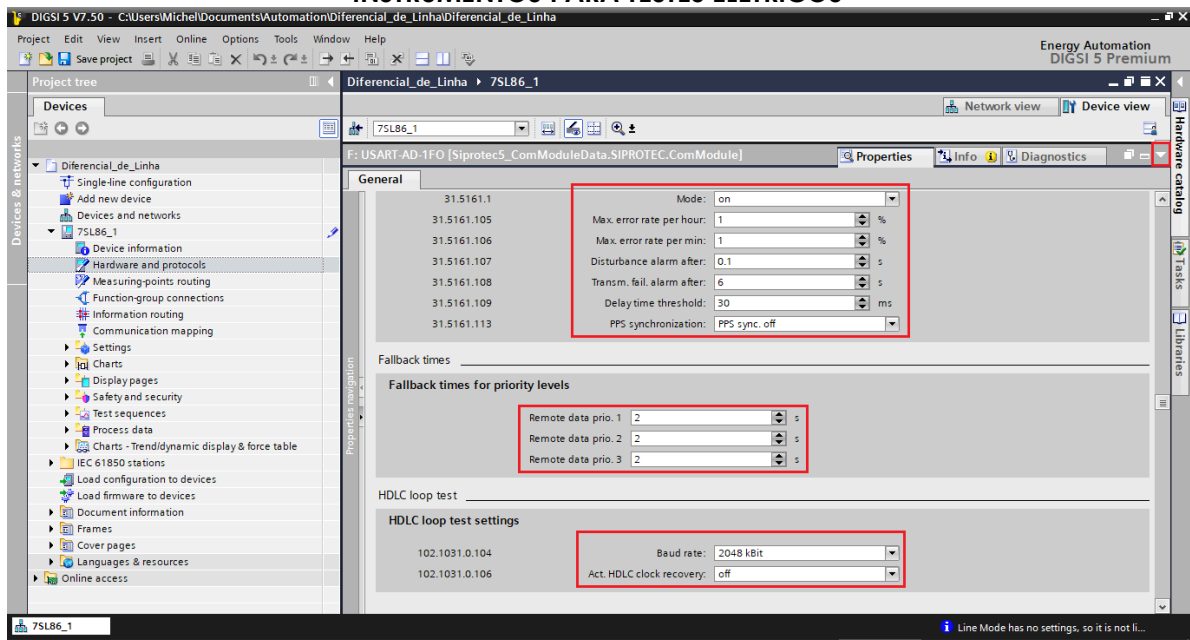 INSTRUMENTOS PARA TESTES ELÉTRICOS
DIGSI 5 V7.50 - C:\Users\Michel\Documents\Automation\Diferencial_de_Linha\Diferencial_de_Linha
Project Edit View Insert Online Options Tools Window Help
Save project
Energy Automation
DIGSI 5 Premium
Project tree
Devices
Diferencial_de_Linha
Single-line configuration
Add new device
Devices and networks
7SL86_1
Device information
Hardware and protocols
Measuring-points routing
Function-group connections
Information routing
Communication mapping
Settings
Charts
Display pages
Safety and security
Test sequences
Process data
Charts - Trend/dynamic display & force table
IEC 61850 stations
Load configuration to devices
Load firmware to devices
Document information
Frames
Cover pages
Languages & resources
Online access
Devices & networks
Diferencial_de_Linha ▸ 7SL86_1
Network view
Device view
7SL86_1
F: USART-AD-1FO [Siprotec5_ComModuleData.SIPROTEC.ComModule]
Properties
Info
Diagnostics
General
31.5161.1 Mode: on
31.5161.105 Max. error rate per hour: 1 %
31.5161.106 Max. error rate per min: 1 %
31.5161.107 Disturbance alarm after: 0.1 s
31.5161.108 Transm. fail. alarm after: 6 s
31.5161.109 Delay time threshold: 30 ms
31.5161.113 PPS synchronization: PPS sync. off
Fallback times
Fallback times for priority levels
Remote data prio. 1 2 s
Remote data prio. 2 2 s
Remote data prio. 3 2 s
HDLC loop test
HDLC loop test settings
102.1031.0.104 Baud rate: 2048 kBit
102.1031.0.106 Act. HDLC clock recovery: off
Properties navigation
Hardware catalog
Tasks
Libraries
7SL86_1
Line Mode has no settings, so it is not li...